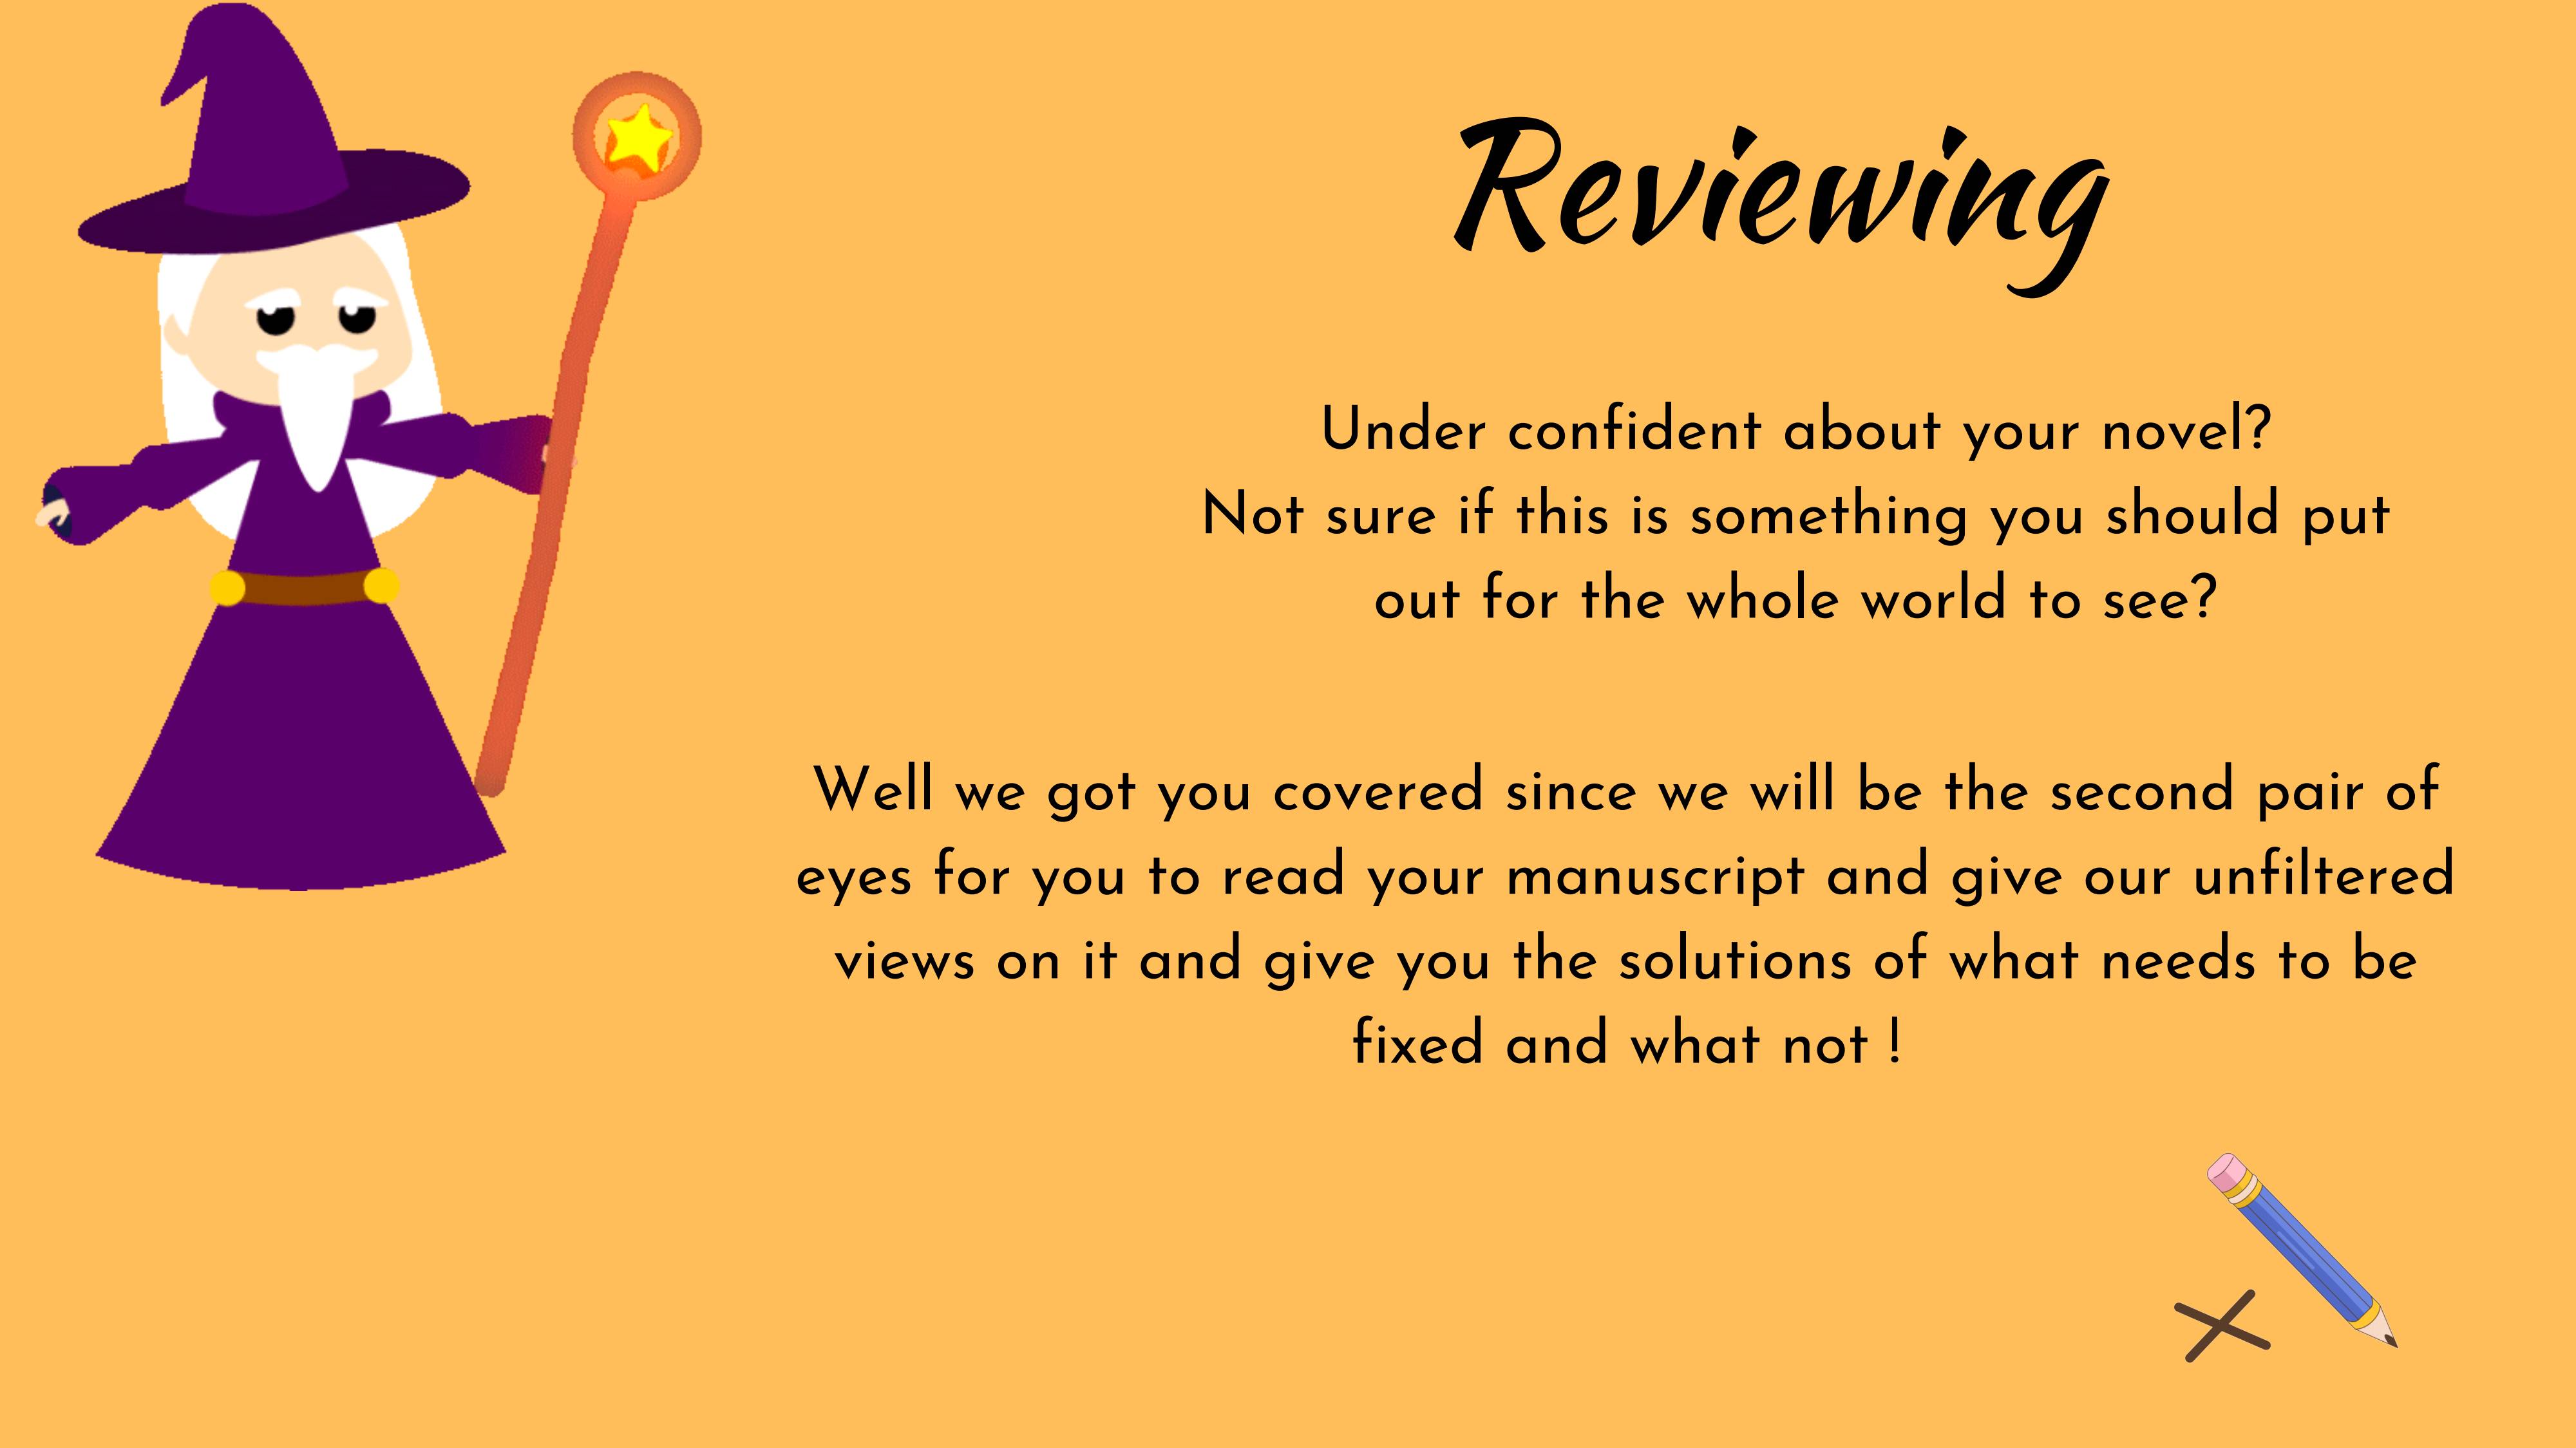 Reviewing
Under confident about your novel?
Not sure if this is something you should put
out for the whole world to see?
Well we got you covered since we will be the second pair of
eyes for you to read your manuscript and give our unfiltered
views on it and give you the solutions of what needs to be
fixed and what not !